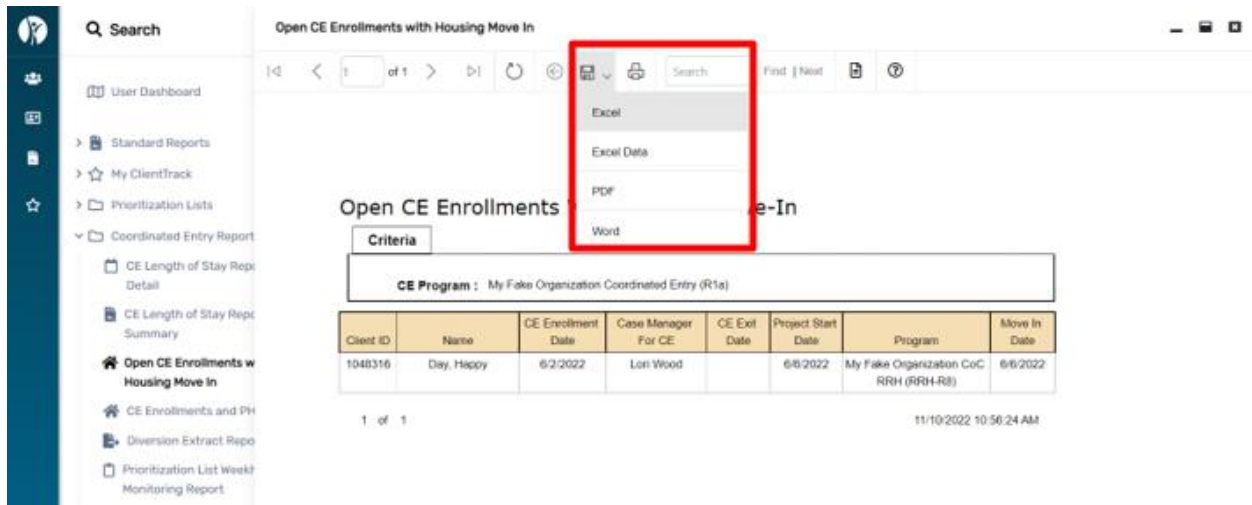 Search
Open CE Enrollments with Housing Move In
1 of 1
Search
Find | Next
User Dashboard
Standard Reports
My ClientTrack
Prioritization Lists
Coordinated Entry Report
CE Length of Stay Repo
Detail
CE Length of Stay Repo
Summary
Open CE Enrollments w
Housing Move In
CE Enrollments and PH
Diversion Extract Repo
Prioritization List Weekl
Monitoring Report
Excel
Excel Data
PDF
Word
Open CE Enrollments e-In
Criteria
CE Program : My Fake Organization Coordinated Entry (R1a)
Client ID Name CE Enrollment Date Case Manager For CE CE Exit Date Project Start Date Program Move In Date
1048316 Day, Happy 6/2/2022 Lori Wood 6/6/2022 My Fake Organization CoC RRH (RRH-R8) 6/6/2022
1 of 1
11/10/2022 10:56:24 AM